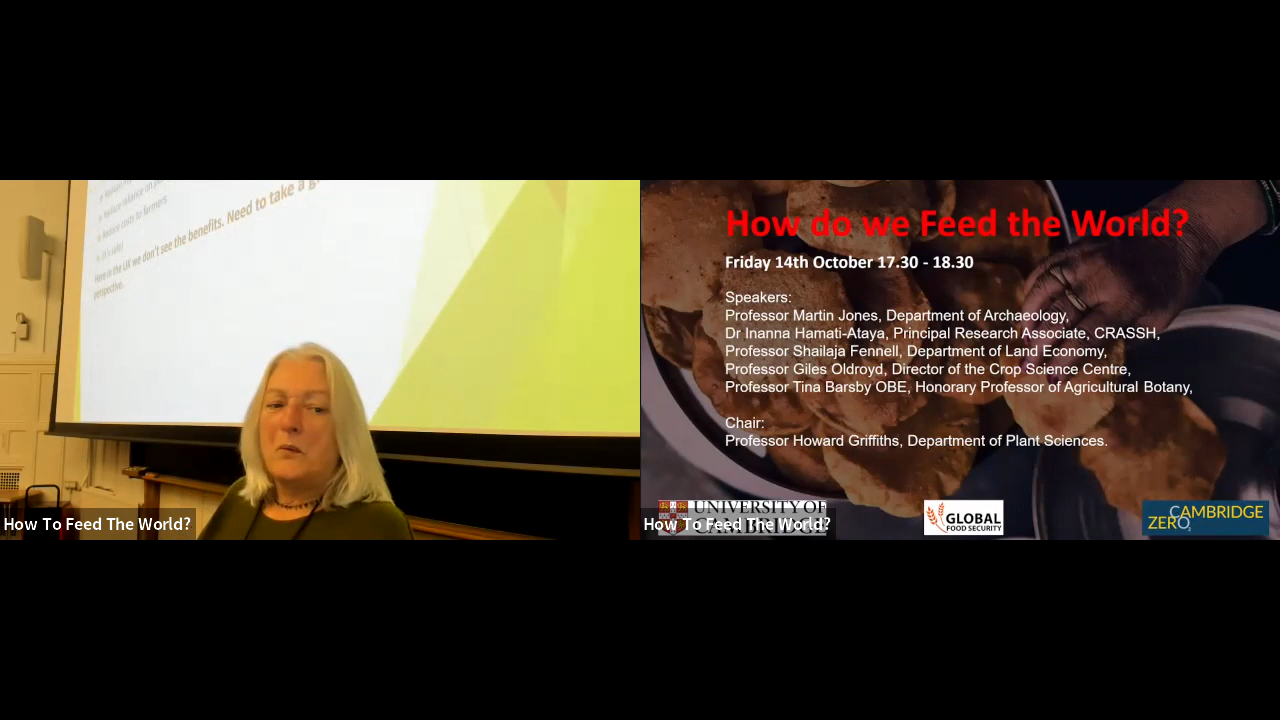 Reduce reliance on
Reduce costs to farmers
It's safe!
Here in the UK we don't see the benefits. Need to take a
perspective.
How To Feed The World?
How do we Feed the World?
Friday 14th October 17.30 - 18.30
Speakers:
Professor Martin Jones, Department of Archaeology,
Dr Inanna Hamati-Ataya, Principal Research Associate, CRASSH,
Professor Shailaja Fennell, Department of Land Economy,
Professor Giles Oldroyd, Director of the Crop Science Centre,
Professor Tina Barsby OBE, Honorary Professor of Agricultural Botany,
Chair:
Professor Howard Griffiths, Department of Plant Sciences.
UNIVERSITY OF
CAMBRIDGE
How To Feed The World?
GLOBAL
FOOD SECURITY
CAMBRIDGE
ZERO